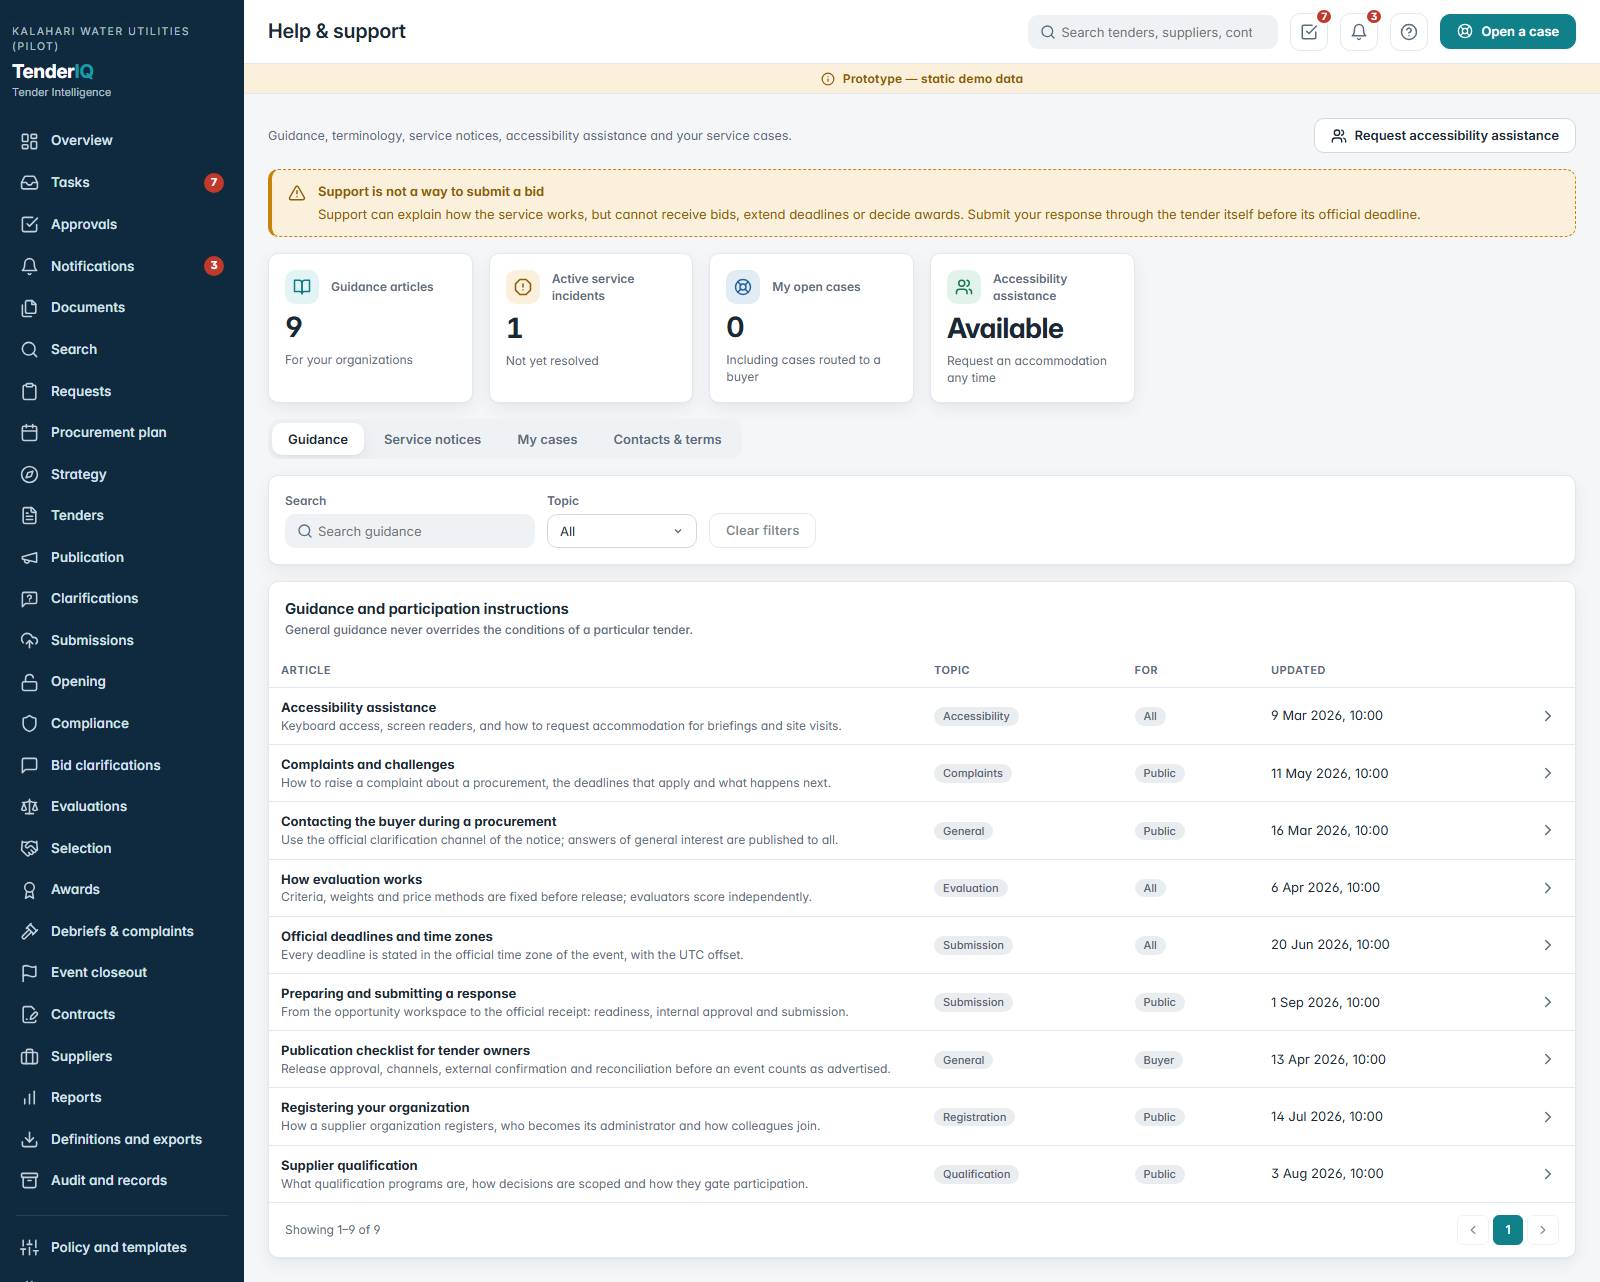 KALAHARI WATER UTILITIES
(PILOT)
TenderIQ
Tender Intelligence
Overview
Tasks
7
Approvals
Notifications
3
Documents
Search
Requests
Procurement plan
Strategy
Tenders
Publication
Clarifications
Submissions
Opening
Compliance
Bid clarifications
Evaluations
Selection
Awards
Debriefs & complaints
Event closeout
Contracts
Suppliers
Reports
Definitions and exports
Audit and records
Policy and templates
Help & support
Search tenders, suppliers, cont
7
3
Open a case
Prototype — static demo data
Guidance, terminology, service notices, accessibility assistance and your service cases.
Request accessibility assistance
Support is not a way to submit a bid
Support can explain how the service works, but cannot receive bids, extend deadlines or decide awards. Submit your response through the tender itself before its official deadline.
Guidance articles
9
For your organizations
Active service
incidents
1
Not yet resolved
My open cases
0
Including cases routed to a
buyer
Accessibility
assistance
Available
Request an accommodation
any time
Guidance
Service notices
My cases
Contacts & terms
Search
Topic
Search guidance
All
Clear filters
Guidance and participation instructions
General guidance never overrides the conditions of a particular tender.
ARTICLE TOPIC FOR UPDATED
Accessibility assistance
Keyboard access, screen readers, and how to request accommodation for briefings and site visits.
Accessibility All 9 Mar 2026, 10:00
Complaints and challenges
How to raise a complaint about a procurement, the deadlines that apply and what happens next.
Complaints Public 11 May 2026, 10:00
Contacting the buyer during a procurement
Use the official clarification channel of the notice; answers of general interest are published to all.
General Public 16 Mar 2026, 10:00
How evaluation works
Criteria, weights and price methods are fixed before release; evaluators score independently.
Evaluation All 6 Apr 2026, 10:00
Official deadlines and time zones
Every deadline is stated in the official time zone of the event, with the UTC offset.
Submission All 20 Jun 2026, 10:00
Preparing and submitting a response
From the opportunity workspace to the official receipt: readiness, internal approval and submission.
Submission Public 1 Sep 2026, 10:00
Publication checklist for tender owners
Release approval, channels, external confirmation and reconciliation before an event counts as advertised.
General Buyer 13 Apr 2026, 10:00
Registering your organization
How a supplier organization registers, who becomes its administrator and how colleagues join.
Registration Public 14 Jul 2026, 10:00
Supplier qualification
What qualification programs are, how decisions are scoped and how they gate participation.
Qualification Public 3 Aug 2026, 10:00
Showing 1–9 of 9
1